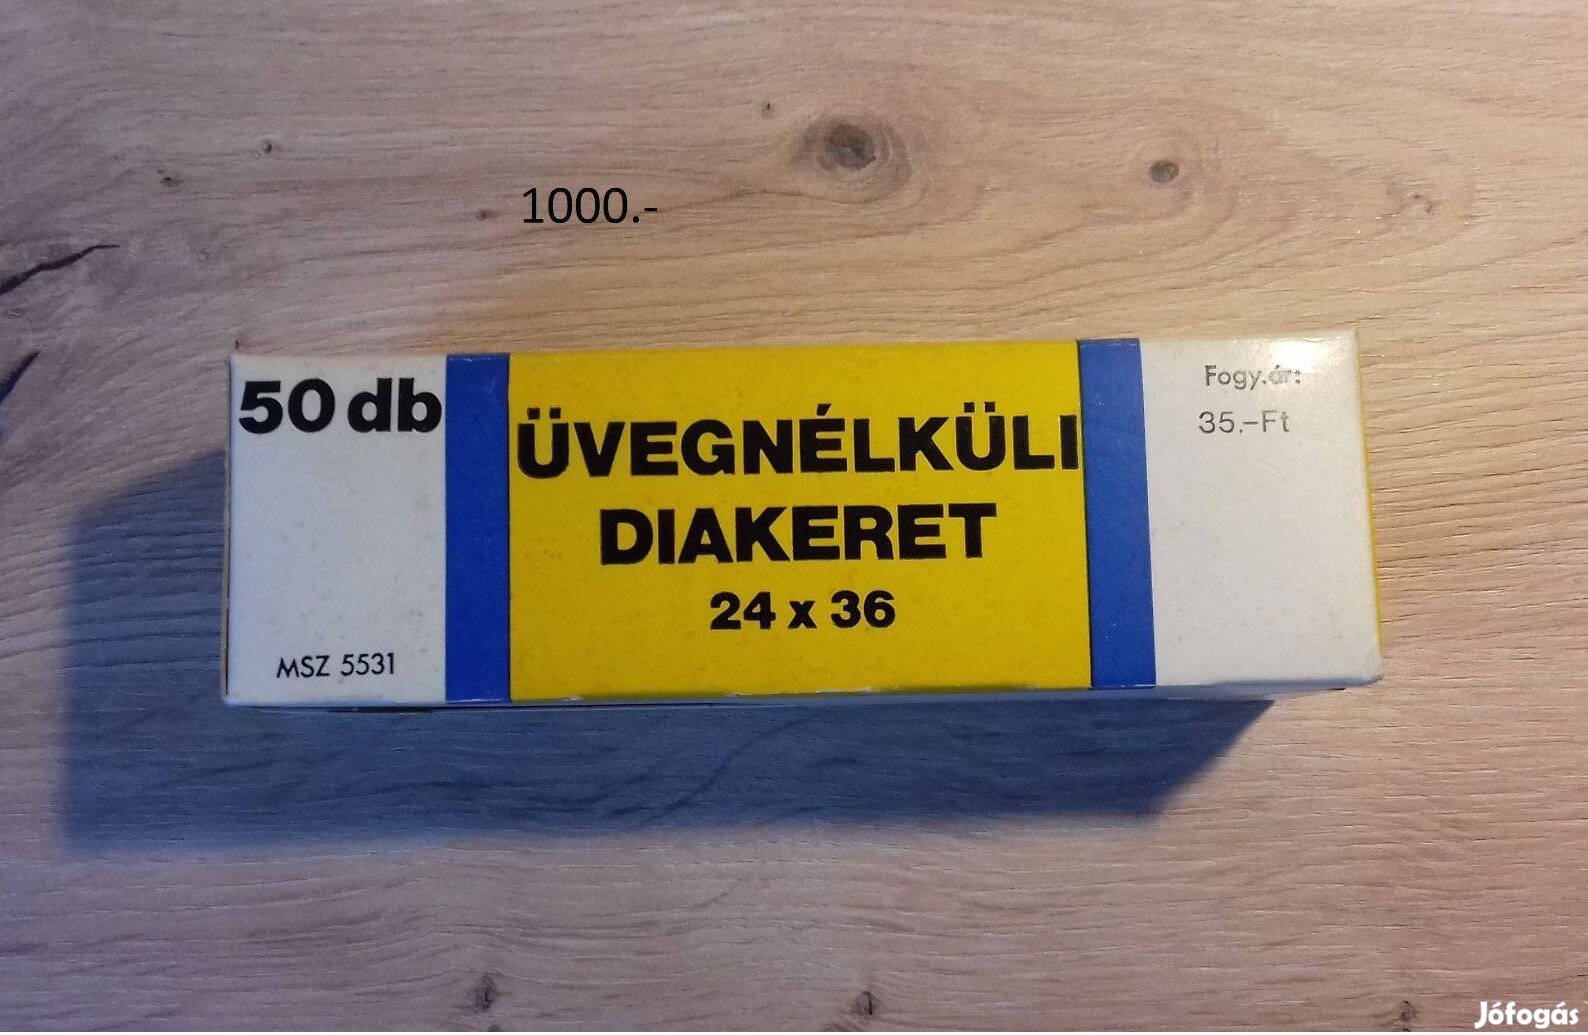 1000.-
50 db
ÜVEGNÉLKÜLI
DIAKERET
24 x 36
MSZ 5531
Fogy.ár:
35.-Ft
Jófogás